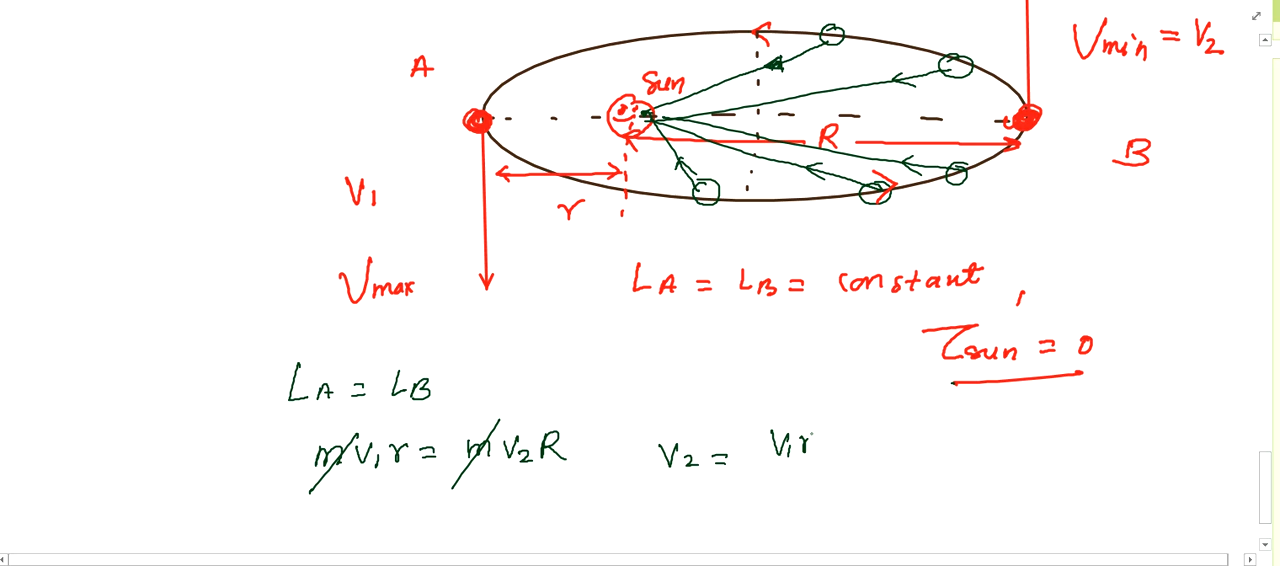 Vmin = V2
A
Sun
R
B
V1
r
Vmax
LA = LB = constant,
τsun = 0
LA = LB
mv1r = mv2R
v2 = v1r